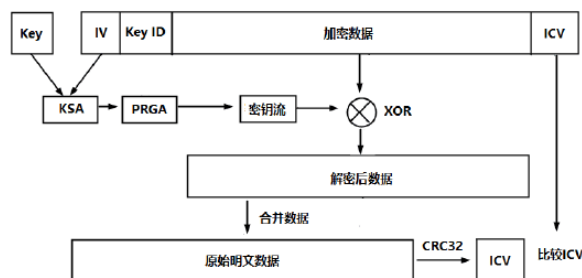 Key
IV
Key ID
加密数据
ICV
KSA
PRGA
密钥流
XOR
解密后数据
合并数据
原始明文数据
CRC32
ICV
比较ICV